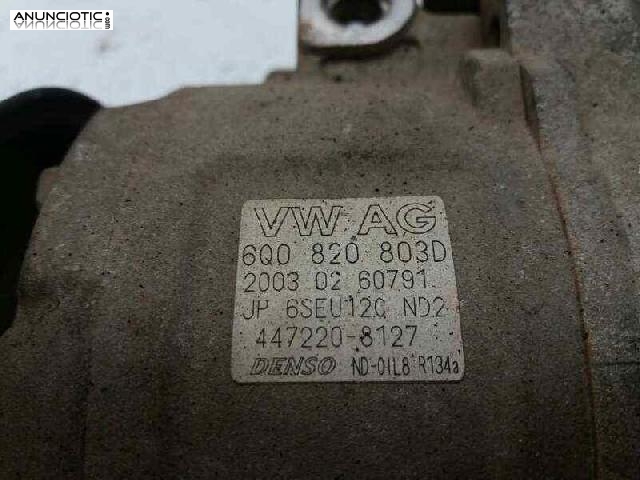 ANUNCIOTIC.com
VW AG
6Q0 820 803D
2003 02 60791.
JP 6SEU12C ND2
447220-8127
DENSO ND-OIL8 R134a